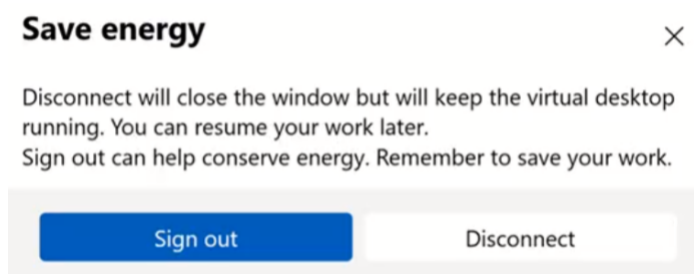 Save energy
Disconnect will close the window but will keep the virtual desktop
running. You can resume your work later.
Sign out can help conserve energy. Remember to save your work.
Sign out
Disconnect